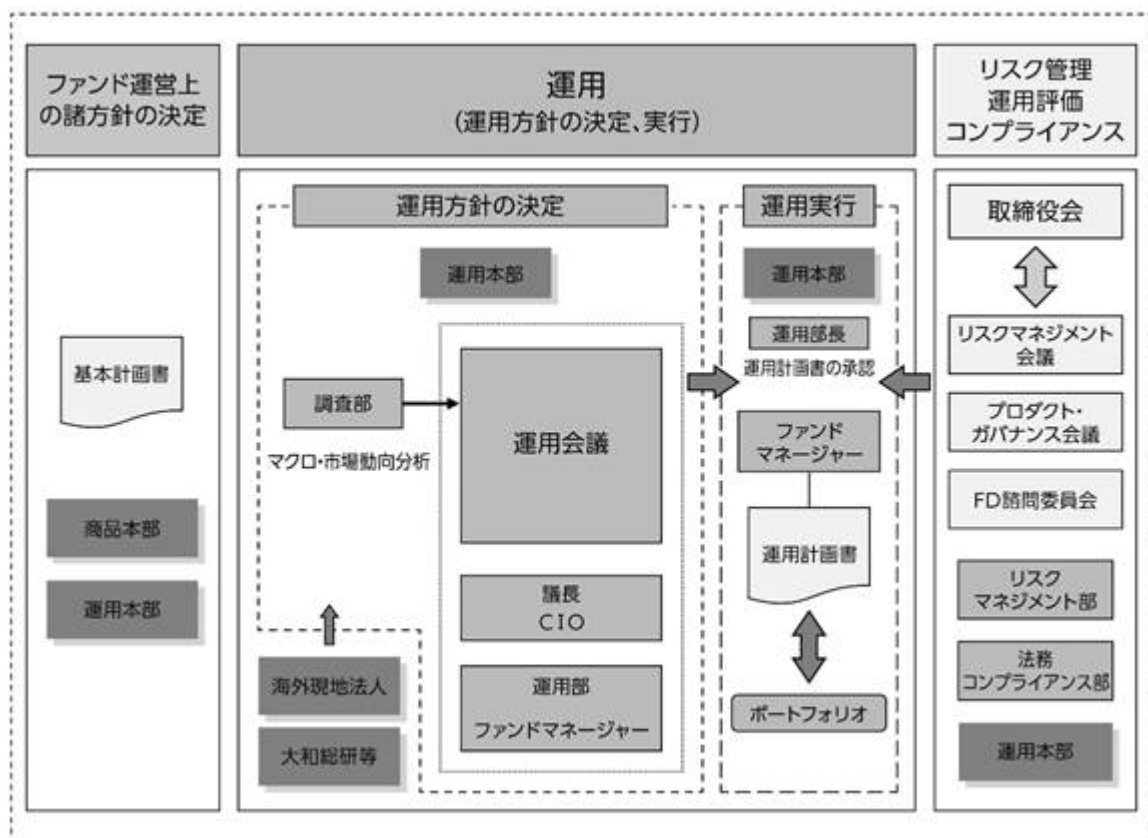 ファンド運営上
の諸方針の決定
運用
(運用方針の決定、実行)
リスク管理
運用評価
コンプライアンス
基本計画書
商品本部
運用本部
運用方針の決定
運用本部
調査部
マクロ・市場動向分析
運用会議
議長
CIO
運用部
ファンドマネージャー
海外現地法人
大和総研等
運用実行
運用本部
運用部長
運用計画書の承認
ファンド
マネージャー
運用計画書
ポートフォリオ
取締役会
リスクマネジメント
会議
プロダクト・
ガバナンス会議
FD諮問委員会
リスク
マネジメント部
法務
コンプライアンス部
運用本部